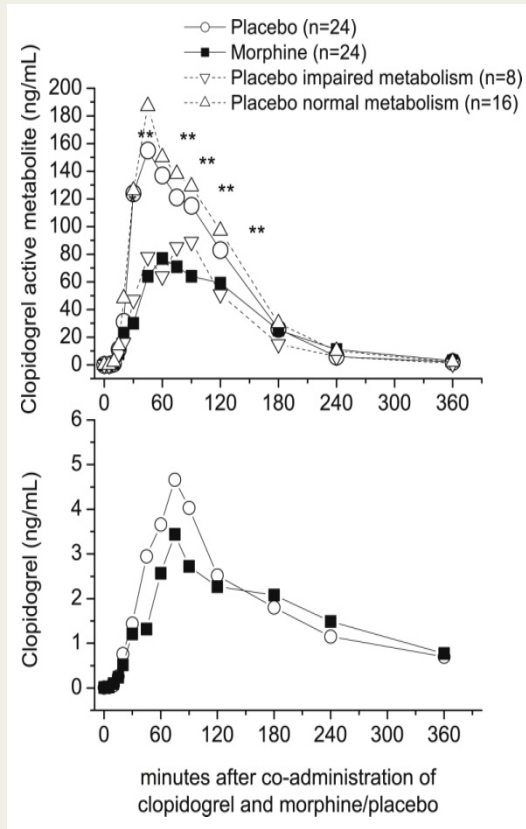 Placebo (n=24)
Morphine (n=24)
Placebo impaired metabolism (n=8)
Placebo normal metabolism (n=16)
Clopidogrel active metabolite (ng/mL)
200
180
160
140
120
100
80
60
40
20
0
** ** ** ** **
0 60 120 180 240 300 360
Clopidogrel (ng/mL)
6
5
4
3
2
1
0
0 60 120 180 240 300 360
minutes after co-administration of
clopidogrel and morphine/placebo